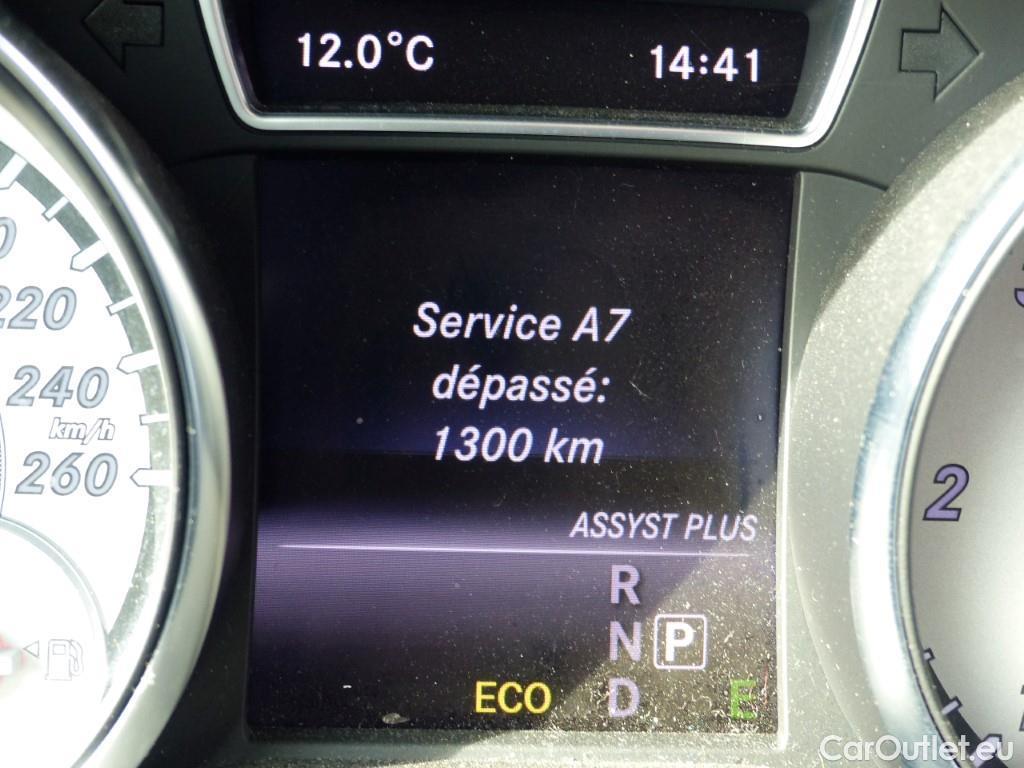 12.0°C 14:41
Service A7
dépassé:
1300 km
ASSYST PLUS
R
N P
ECO D E
220
240
km/h
260
2
CarOutlet.eu